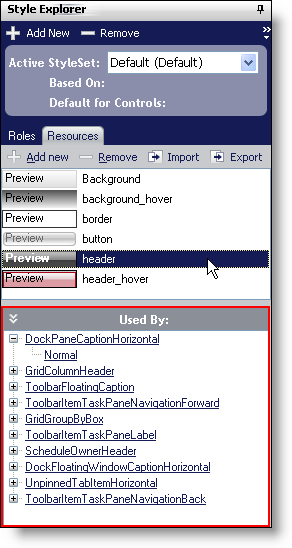 Style Explorer
Add New Remove
Active StyleSet: Default (Default)
Based On:
Default for Controls:
Roles Resources
Add new Remove Import Export
Preview Background
Preview background_hover
Preview border
Preview button
Preview header
Preview header_hover
Used By:
DockPaneCaptionHorizontal
Normal
GridColumnHeader
ToolbarFloatingCaption
ToolbarItemTaskPaneNavigationForward
GridGroupByBox
ToolbarItemTaskPaneLabel
ScheduleOwnerHeader
DockFloatingWindowCaptionHorizontal
UnpinnedTabItemHorizontal
ToolbarItemTaskPaneNavigationBack